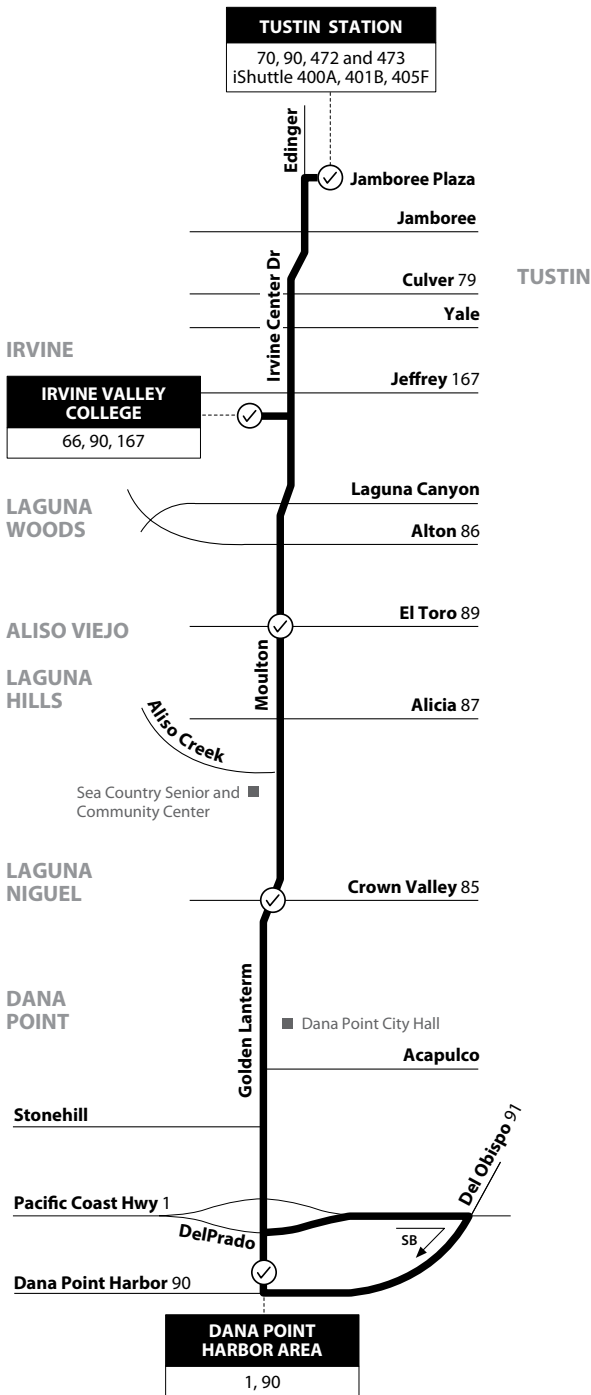 TUSTIN STATION
70, 90, 472 and 473
iShuttle 400A, 401B, 405F
Edinger
Jamboree Plaza
Jamboree
Irvine Center Dr
Culver 79
TUSTIN
Yale
IRVINE
Jeffrey 167
IRVINE VALLEY
COLLEGE
66, 90, 167
Laguna Canyon
LAGUNA
WOODS
Alton 86
El Toro 89
ALISO VIEJO
Moulton
LAGUNA
HILLS
Alicia 87
Aliso Creek
Sea Country Senior and
Community Center
LAGUNA
NIGUEL
Crown Valley 85
Golden Lanterm
DANA
POINT
Dana Point City Hall
Acapulco
Stonehill
Del Obispo 91
Pacific Coast Hwy 1
DelPrado
SB
Dana Point Harbor 90
DANA POINT
HARBOR AREA
1, 90